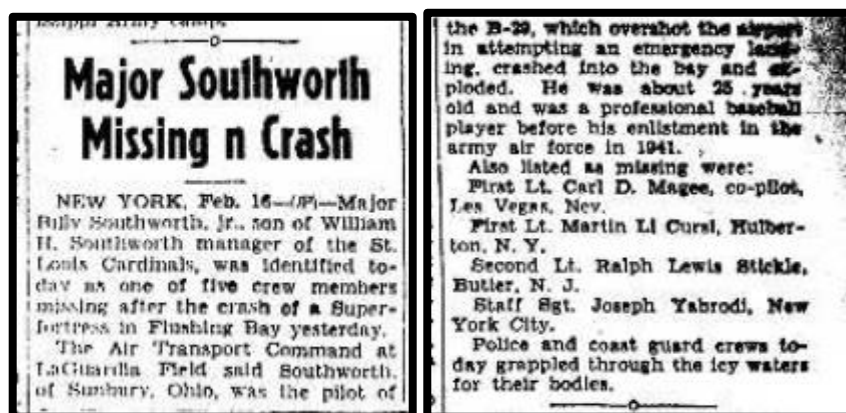 Major Southworth
Missing n Crash
NEW YORK, Feb. 16—(AP)—Major
Billy Southworth, jr., son of William
H. Southworth manager of the St.
Louis Cardinals, was identified to-
day as one of five crew members
missing after the crash of a Super-
fortress in Flushing Bay yesterday.
The Air Transport Command at
LaGuardia Field said Southworth,
of Sunbury, Ohio, was the pilot of
the B-29, which overshot the airport
in attempting an emergency land-
ing, crashed into the bay and ex-
ploded. He was about 25 years
old and was a professional baseball
player before his enlistment in the
army air force in 1941.
Also listed as missing were:
First Lt. Carl D. Magee, co-pilot,
Las Vegas, Nev.
First Lt. Martin Li Cursi, Hulber-
ton, N. Y.
Second Lt. Ralph Lewis Stickle,
Butler, N. J.
Staff Sgt. Joseph Yabrodi, New
York City.
Police and coast guard crews to-
day grappled through the icy waters
for their bodies.